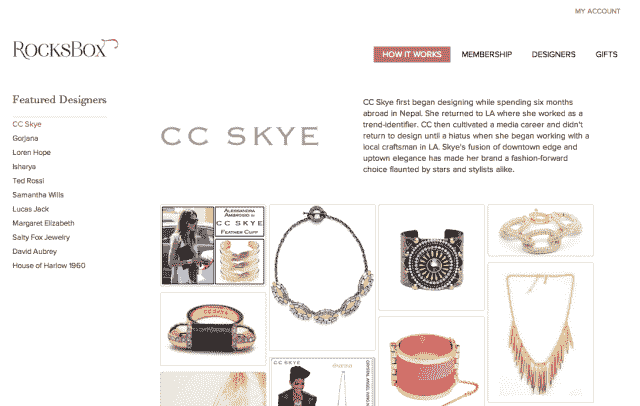 MY ACCOUNT
ROCKSBOX
HOW IT WORKS MEMBERSHIP DESIGNERS GIFTS
Featured Designers
CC Skye
Gorjana
Loren Hope
Isharya
Ted Rossi
Samantha Wills
Lucas Jack
Margaret Elizabeth
Salty Fox Jewelry
David Aubrey
House of Harlow 1960
CC SKYE
CC Skye first began designing while spending six months
abroad in Nepal. She returned to LA where she worked as a
trend-identifier. CC then cultivated a media career and didn't
return to design until a hiatus when she began working with a
local craftsman in LA. Skye's fusion of downtown edge and
uptown elegance has made her brand a fashion-forward
choice flaunted by stars and stylists alike.
ALESSANDRA
AMBROSIO in
CC SKYE
FEATHER CUFF
CC SKYE
CC SKYE